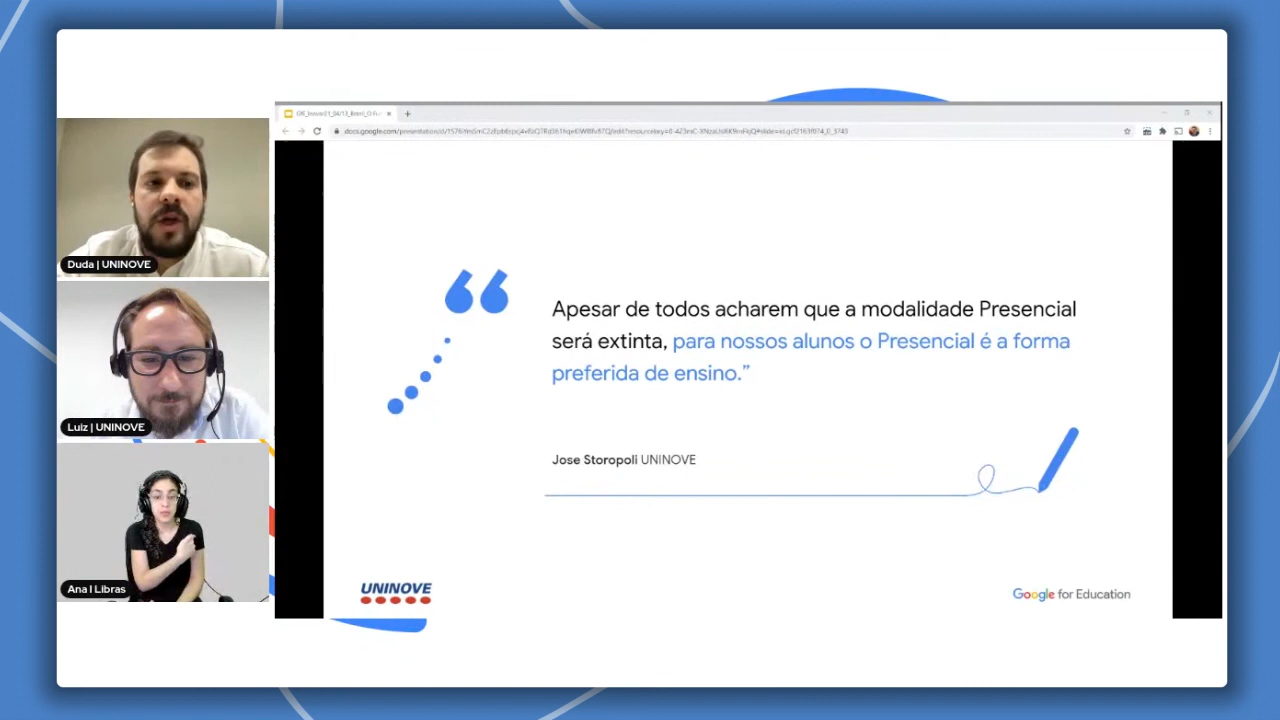 Duda | UNINOVE
Luiz | UNINOVE
Ana I Libras
Apesar de todos acharem que a modalidade Presencial
será extinta, para nossos alunos o Presencial é a forma
preferida de ensino.”
Jose Storopoli UNINOVE
UNINOVE
Google for Education